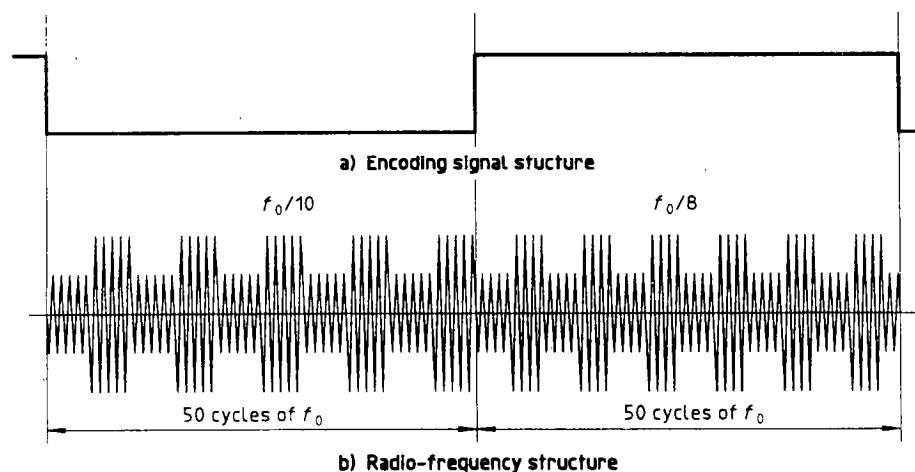 a) Encoding signal stucture
f₀/10 f₀/8
50 cycles of f₀ 50 cycles of f₀
b) Radio-frequency structure